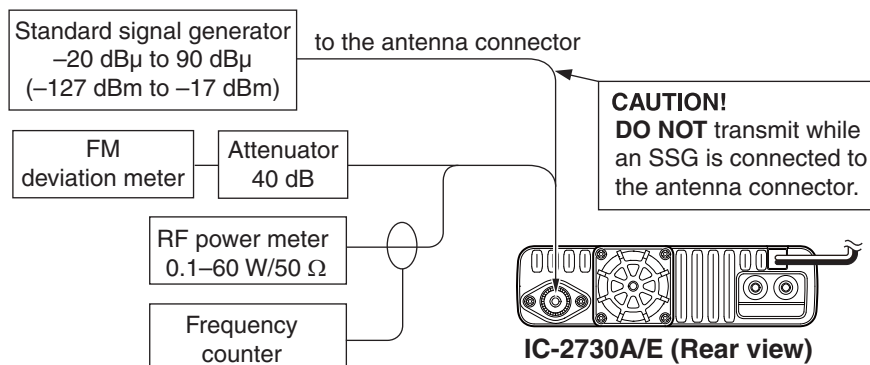 Standard signal generator
–20 dBµ to 90 dBµ
(–127 dBm to –17 dBm)
to the antenna connector
CAUTION!
DO NOT transmit while
an SSG is connected to
the antenna connector.
FM
deviation meter
Attenuator
40 dB
RF power meter
0.1–60 W/50 Ω
Frequency
counter
IC-2730A/E (Rear view)